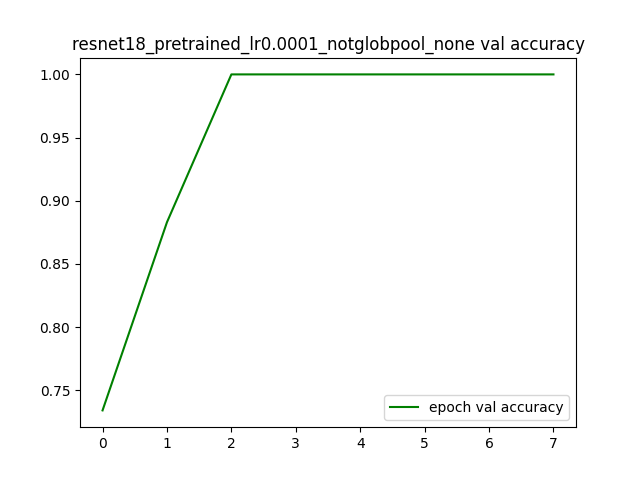 resnet18_pretrained_lr0.0001_notglobpool_none val accuracy
1.00
0.95
0.90
0.85
0.80
0.75
epoch val accuracy
0 1 2 3 4 5 6 7